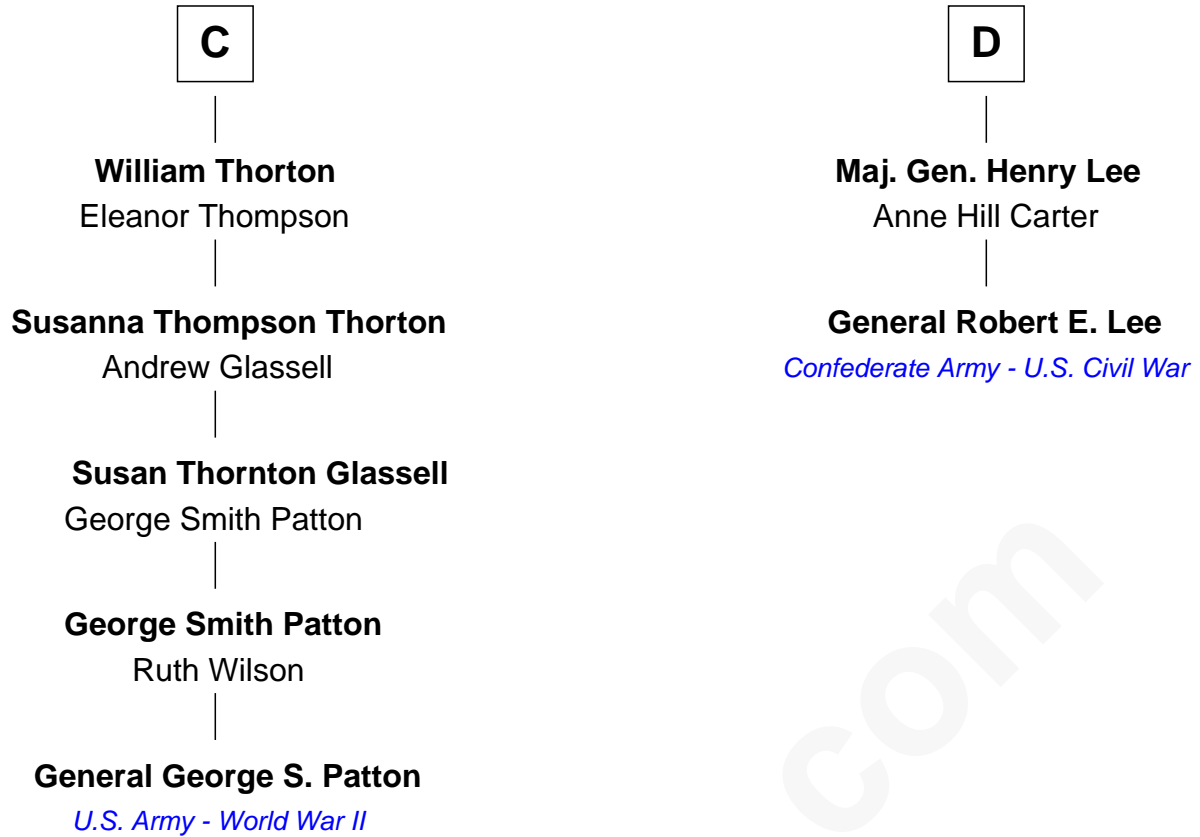 C
William Thorton
Eleanor Thompson
Susanna Thompson Thorton
Andrew Glassell
Susan Thornton Glassell
George Smith Patton
George Smith Patton
Ruth Wilson
General George S. Patton
U.S. Army - World War II
D
Maj. Gen. Henry Lee
Anne Hill Carter
General Robert E. Lee
Confederate Army - U.S. Civil War
com